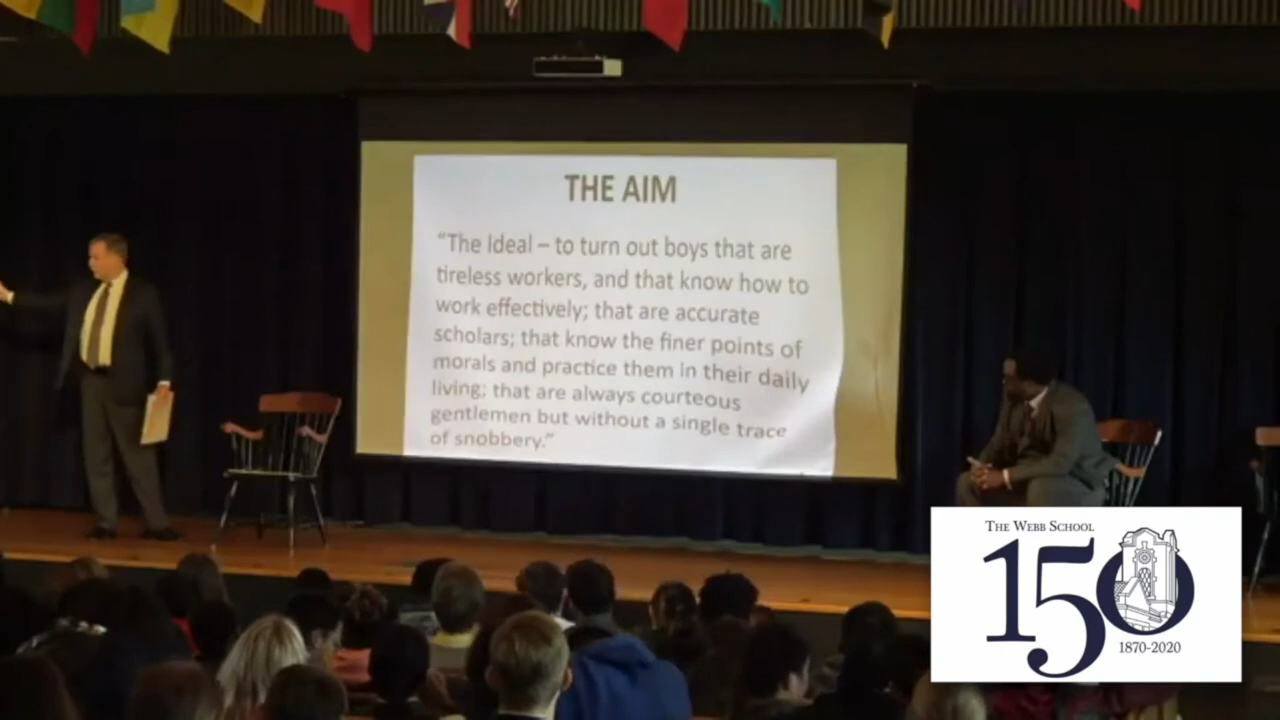 THE AIM
“The Ideal – to turn out boys that are
tireless workers, and that know how to
work effectively; that are accurate
scholars; that know the finer points of
morals and practice them in their daily
living; that are always courteous
gentlemen but without a single trace
of snobbery.”
THE WEBB SCHOOL
150
1870-2020